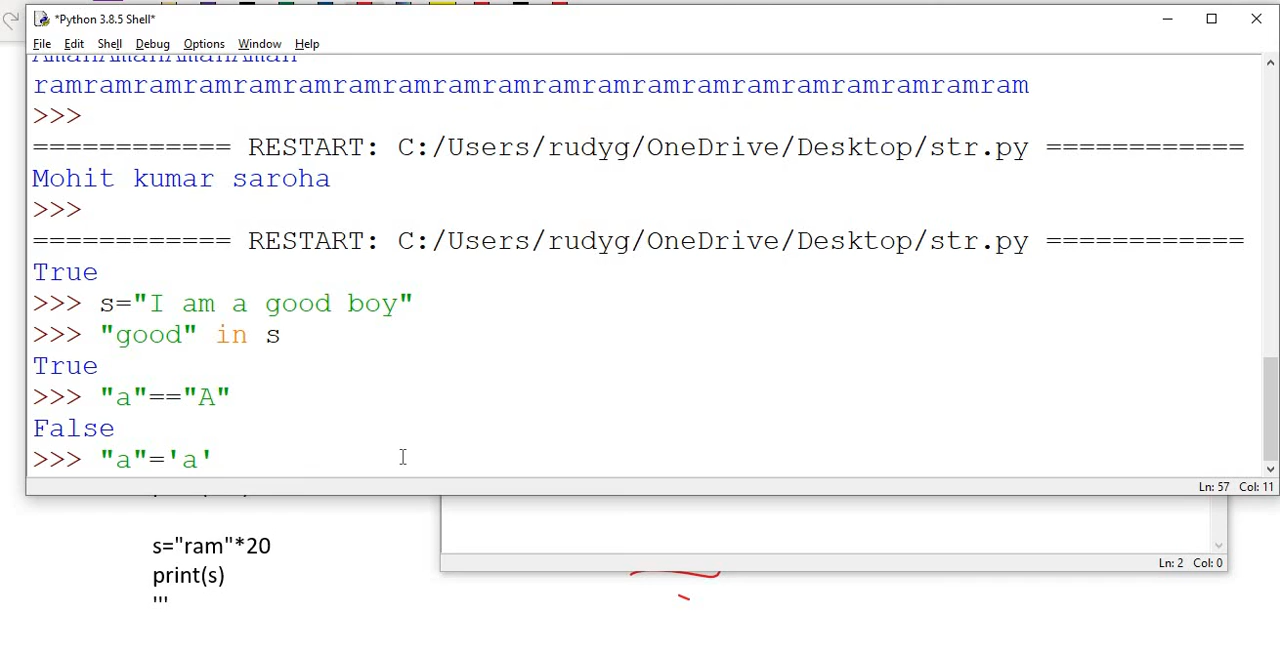 *Python 3.8.5 Shell*
File Edit Shell Debug Options Window Help
AmanAmanAmanAman
ramramramramramramramramramramramramramramramramramramramram
>>>
============ RESTART: C:/Users/rudyg/OneDrive/Desktop/str.py ============
Mohit kumar saroha
>>>
============ RESTART: C:/Users/rudyg/OneDrive/Desktop/str.py ============
True
>>> s="I am a good boy"
>>> "good" in s
True
>>> "a"=="A"
False
>>> "a"='a'
Ln: 57 Col: 11
Ln: 2 Col: 0
s="ram"*20
print(s)
'''